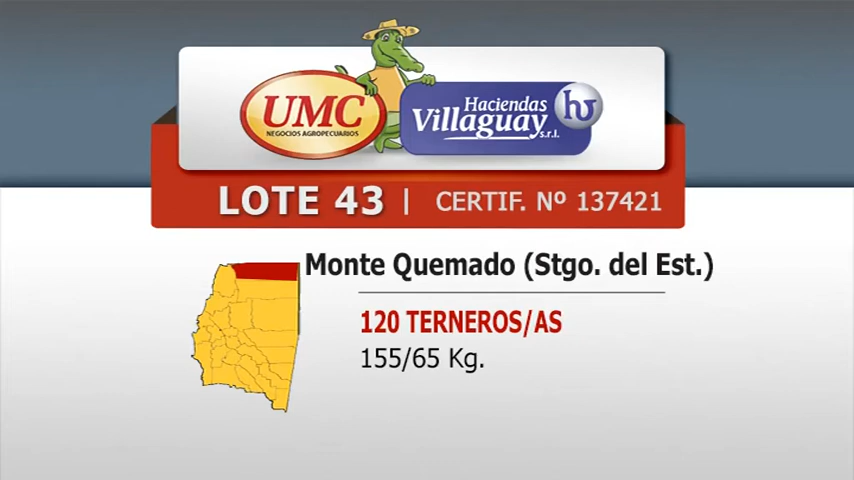 UMC
NEGOCIOS AGROPECUARIOS
Haciendas
Villaguay
s.r.l.
hv
LOTE 43 | CERTIF. Nº 137421
Monte Quemado (Stgo. del Est.)
120 TERNEROS/AS
155/65 Kg.